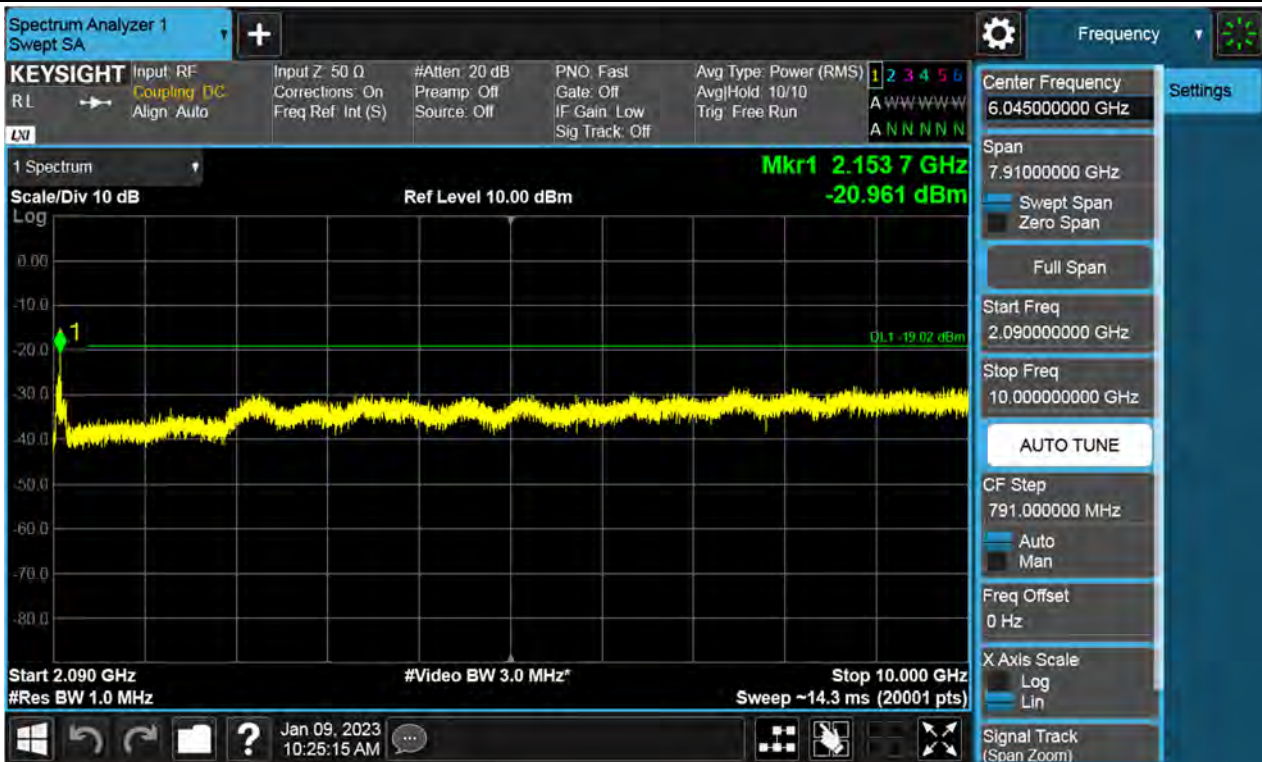 Spectrum Analyzer 1
Swept SA
+
Frequency
KEYSIGHT
RL
LXI
Input: RF
Coupling: DC
Align: Auto
Input Z: 50 Ω
Corrections: On
Freq Ref: Int (S)
#Atten: 20 dB
Preamp: Off
Source: Off
PNO: Fast
Gate: Off
IF Gain: Low
Sig Track: Off
Avg Type: Power (RMS)
Avg|Hold: 10/10
Trig: Free Run
1 2 3 4 5 6
A W W W W W
A N N N N N
1 Spectrum
Scale/Div 10 dB
Ref Level 10.00 dBm
Mkr1 2.153 7 GHz
-20.961 dBm
Log
0.00
-10.0
-20.0
-30.0
-40.0
-50.0
-60.0
-70.0
-80.0
1
DL1 -19.02 dBm
Start 2.090 GHz
#Video BW 3.0 MHz*
Stop 10.000 GHz
#Res BW 1.0 MHz
Sweep ~14.3 ms (20001 pts)
?
Jan 09, 2023
10:25:15 AM
Center Frequency
6.045000000 GHz
Span
7.91000000 GHz
Swept Span
Zero Span
Full Span
Start Freq
2.090000000 GHz
Stop Freq
10.000000000 GHz
AUTO TUNE
CF Step
791.000000 MHz
Auto
Man
Freq Offset
0 Hz
X Axis Scale
Log
Lin
Signal Track
(Span Zoom)
Settings